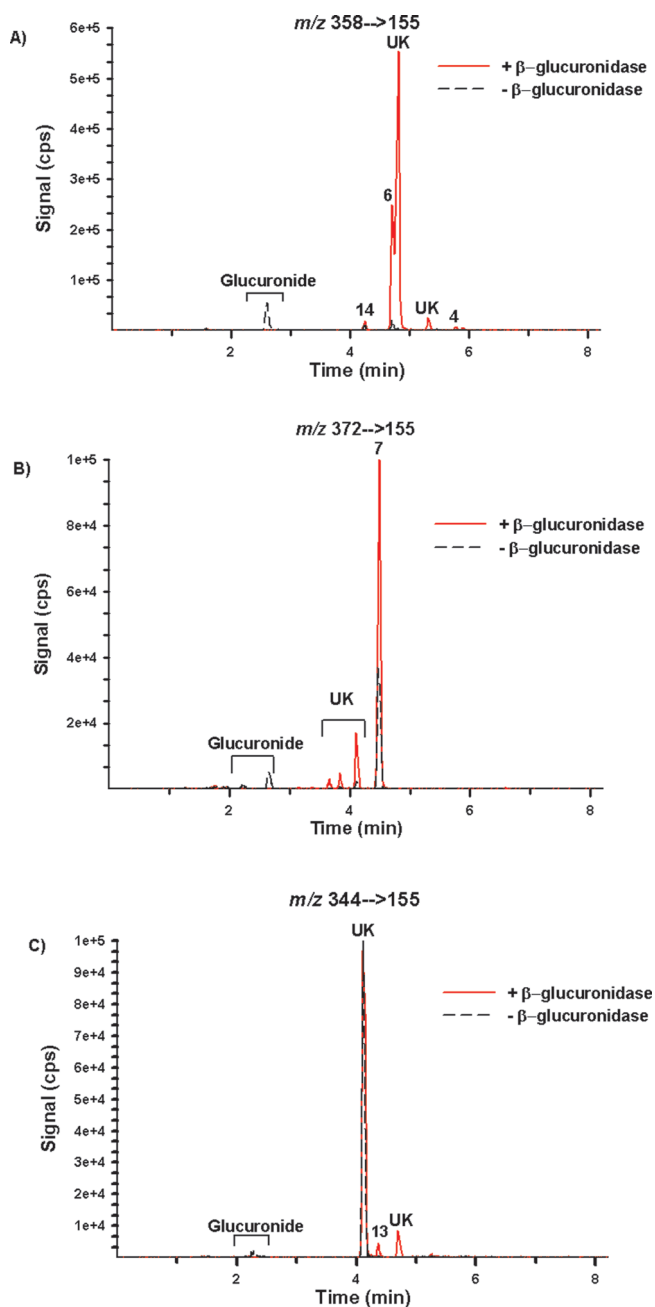 A)
m/z 358-->155
UK
+ β–glucuronidase
- β–glucuronidase
6e+5
5e+5
4e+5
3e+5
2e+5
1e+5
Signal (cps)
6
Glucuronide
14
UK
4
2 4 6 8
Time (min)
B)
m/z 372-->155
7
+ β–glucuronidase
- β–glucuronidase
1e+5
8e+4
6e+4
4e+4
2e+4
Signal (cps)
UK
Glucuronide
2 4 6 8
Time (min)
C)
m/z 344-->155
UK
+ β–glucuronidase
- β–glucuronidase
1e+5
9e+4
8e+4
7e+4
6e+4
5e+4
4e+4
3e+4
2e+4
1e+4
Signal (cps)
Glucuronide
13
UK
2 4 6 8
Time (min)